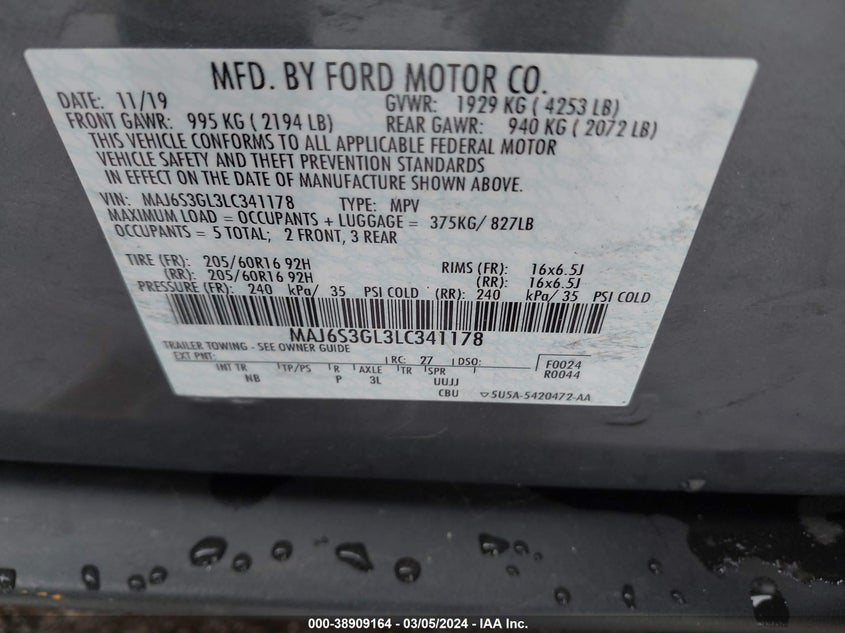 MFD. BY FORD MOTOR CO.
DATE: 11/19 GVWR: 1929 KG ( 4253 LB)
FRONT GAWR: 995 KG ( 2194 LB) REAR GAWR: 940 KG ( 2072 LB)
THIS VEHICLE CONFORMS TO ALL APPLICABLE FEDERAL MOTOR
VEHICLE SAFETY AND THEFT PREVENTION STANDARDS
IN EFFECT ON THE DATE OF MANUFACTURE SHOWN ABOVE.
VIN: MAJ6S3GL3LC341178 TYPE: MPV
MAXIMUM LOAD = OCCUPANTS + LUGGAGE = 375KG/ 827LB
OCCUPANTS = 5 TOTAL; 2 FRONT, 3 REAR
TIRE (FR): 205/60R16 92H RIMS (FR): 16x6.5J
(RR): 205/60R16 92H (RR): 16x6.5J
PRESSURE (FR): 240 kPa/ 35 PSI COLD (RR): 240 kPa/ 35 PSI COLD
MAJ6S3GL3LC341178
TRAILER TOWING - SEE OWNER GUIDE
EXT PNT: RC: 27 DSO: F0024
INT TR TP/PS R AXLE TR SPR R0044
NB P 3L UUJJ
CBU 5U5A-5420472-AA
000-38909164 / 03/05/2024 - IAA Inc.